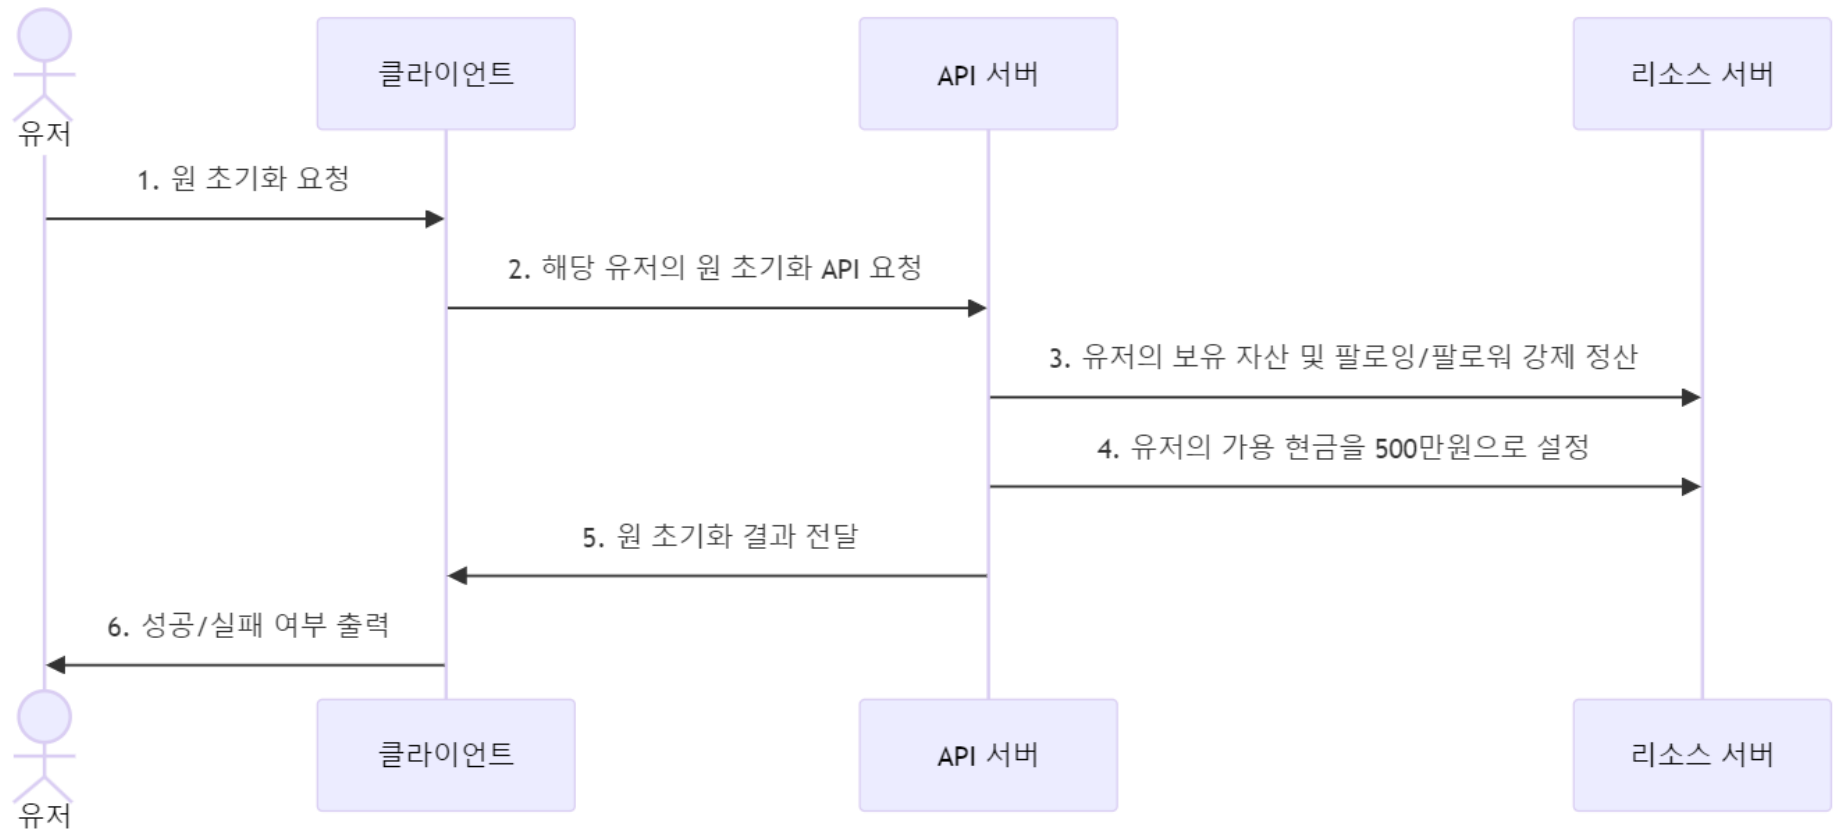 유저
클라이언트
API 서버
리소스 서버
1. 원 초기화 요청
2. 해당 유저의 원 초기화 API 요청
3. 유저의 보유 자산 및 팔로잉/팔로워 강제 정산
4. 유저의 가용 현금을 500만원으로 설정
5. 원 초기화 결과 전달
6. 성공/실패 여부 출력
유저
클라이언트
API 서버
리소스 서버